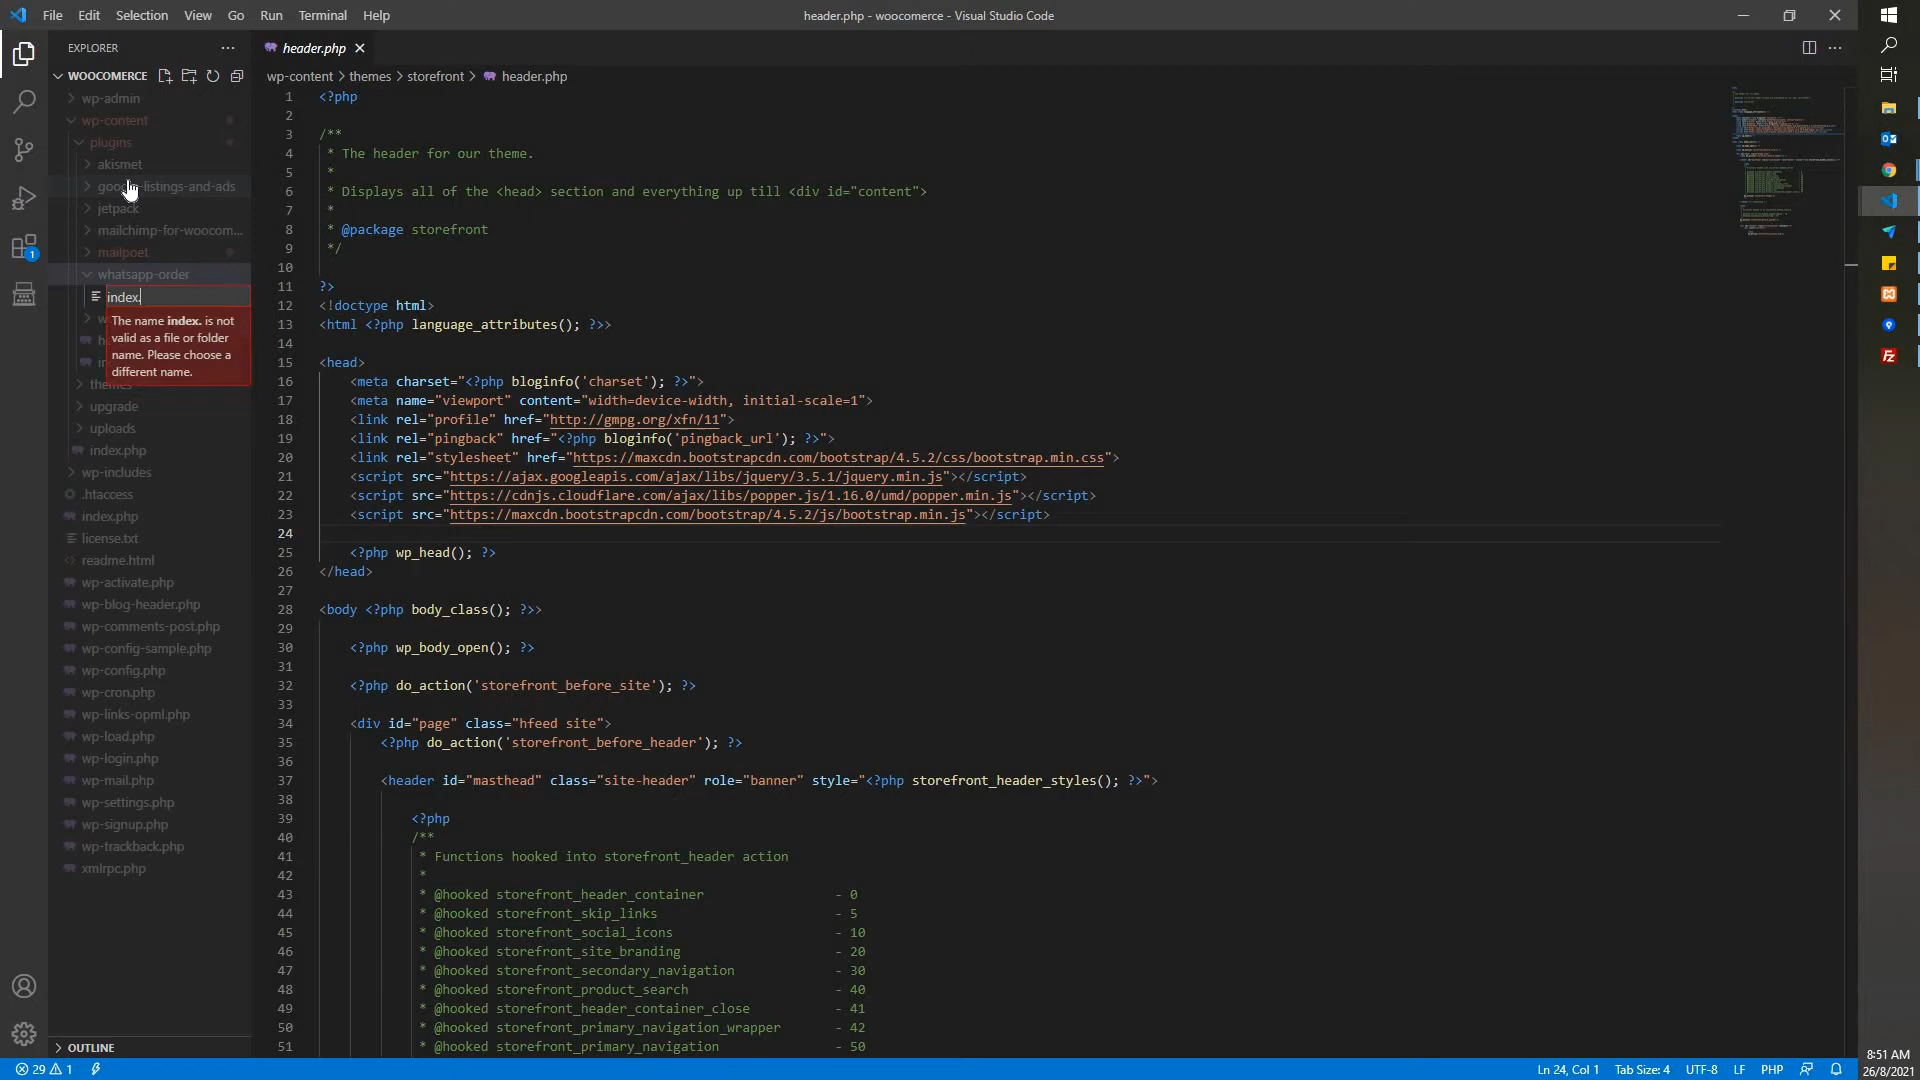 File Edit Selection View Go Run Terminal Help
header.php - woocomerce - Visual Studio Code
EXPLORER
WOOCOMERCE
wp-admin
wp-content
plugins
akismet
google-listings-and-ads
jetpack
mailchimp-for-woocom...
mailpoet
whatsapp-order
index.
The name index. is not
valid as a file or folder
name. Please choose a
different name.
themes
upgrade
uploads
index.php
wp-includes
.htaccess
index.php
license.txt
readme.html
wp-activate.php
wp-blog-header.php
wp-comments-post.php
wp-config-sample.php
wp-config.php
wp-cron.php
wp-links-opml.php
wp-load.php
wp-login.php
wp-mail.php
wp-settings.php
wp-signup.php
wp-trackback.php
xmlrpc.php
OUTLINE
header.php
wp-content > themes > storefront > header.php
1 <?php
2
3 /**
4 * The header for our theme.
5 *
6 * Displays all of the <head> section and everything up till <div id="content">
7 *
8 * @package storefront
9 */
10
11 ?>
12 <!doctype html>
13 <html <?php language_attributes(); ?>>
14
15 <head>
16 <meta charset="<?php bloginfo('charset'); ?>">
17 <meta name="viewport" content="width=device-width, initial-scale=1">
18 <link rel="profile" href="http://gmpg.org/xfn/11">
19 <link rel="pingback" href="<?php bloginfo('pingback_url'); ?>">
20 <link rel="stylesheet" href="https://maxcdn.bootstrapcdn.com/bootstrap/4.5.2/css/bootstrap.min.css">
21 <script src="https://ajax.googleapis.com/ajax/libs/jquery/3.5.1/jquery.min.js"></script>
22 <script src="https://cdnjs.cloudflare.com/ajax/libs/popper.js/1.16.0/umd/popper.min.js"></script>
23 <script src="https://maxcdn.bootstrapcdn.com/bootstrap/4.5.2/js/bootstrap.min.js"></script>
24
25 <?php wp_head(); ?>
26 </head>
27
28 <body <?php body_class(); ?>>
29
30 <?php wp_body_open(); ?>
31
32 <?php do_action('storefront_before_site'); ?>
33
34 <div id="page" class="hfeed site">
35 <?php do_action('storefront_before_header'); ?>
36
37 <header id="masthead" class="site-header" role="banner" style="<?php storefront_header_styles(); ?>">
38
39 <?php
40 /**
41 * Functions hooked into storefront_header action
42 *
43 * @hooked storefront_header_container - 0
44 * @hooked storefront_skip_links - 5
45 * @hooked storefront_social_icons - 10
46 * @hooked storefront_site_branding - 20
47 * @hooked storefront_secondary_navigation - 30
48 * @hooked storefront_product_search - 40
49 * @hooked storefront_header_container_close - 41
50 * @hooked storefront_primary_navigation_wrapper - 42
51 * @hooked storefront_primary_navigation - 50
1
29 1
Ln 24, Col 1 Tab Size: 4 UTF-8 LF PHP
8:51 AM
26/8/2021